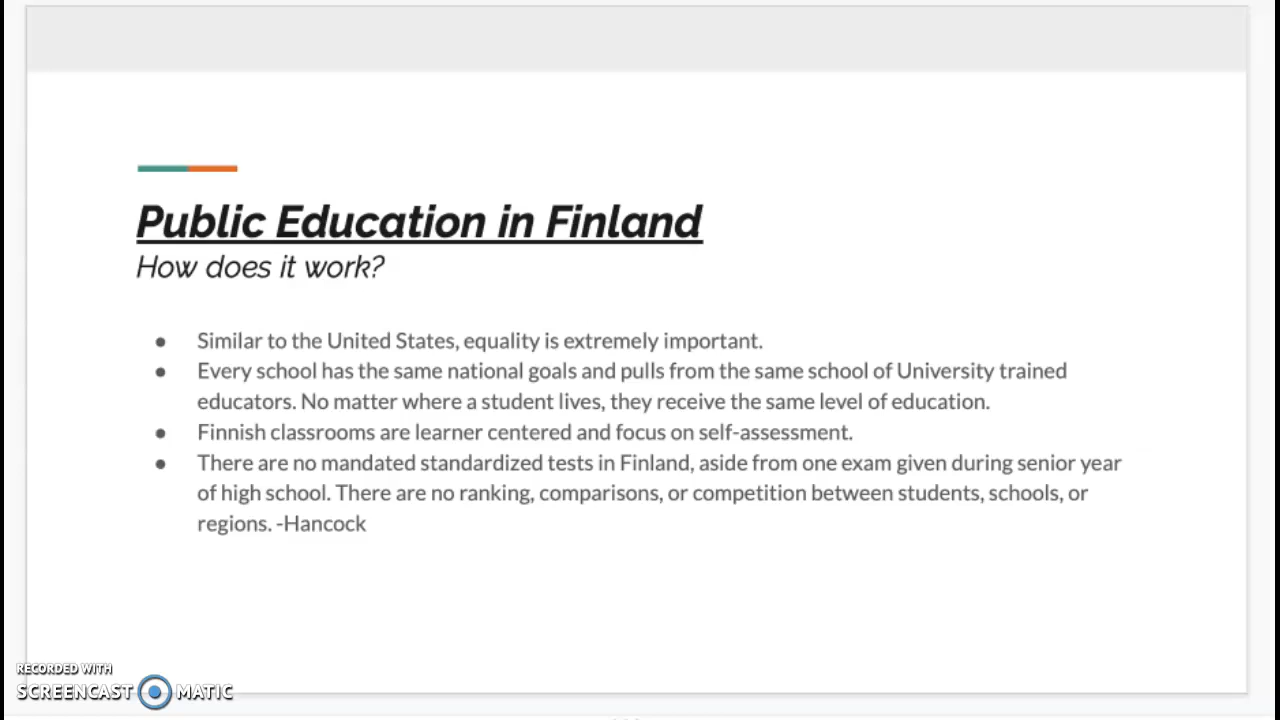 Public Education in Finland
How does it work?
● Similar to the United States, equality is extremely important.
● Every school has the same national goals and pulls from the same school of University trained
educators. No matter where a student lives, they receive the same level of education.
● Finnish classrooms are learner centered and focus on self-assessment.
● There are no mandated standardized tests in Finland, aside from one exam given during senior year
of high school. There are no ranking, comparisons, or competition between students, schools, or
regions. -Hancock
RECORDED WITH
SCREENCAST MATIC